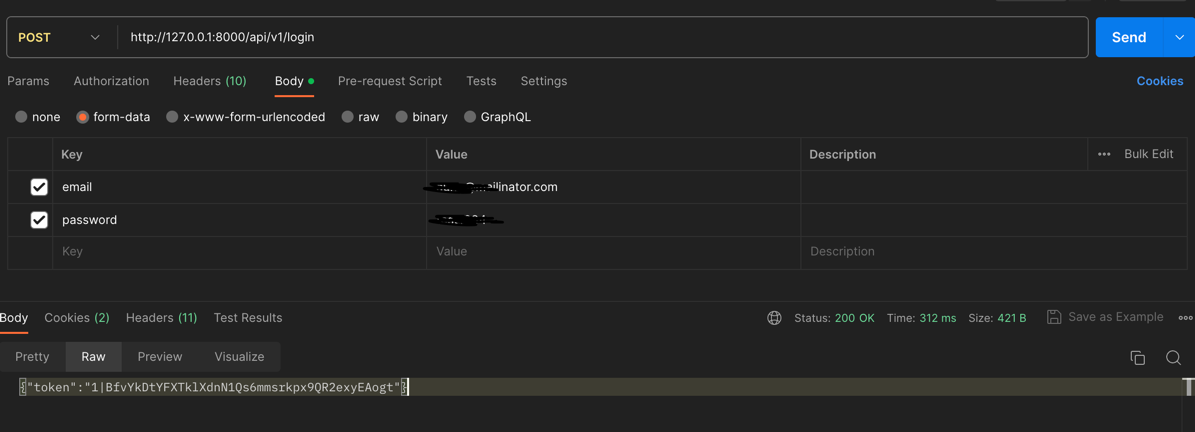 POST http://127.0.0.1:8000/api/v1/login Send
Params Authorization Headers (10) Body Pre-request Script Tests Settings Cookies
none form-data x-www-form-urlencoded raw binary GraphQL
Key Value Description ••• Bulk Edit
email @mailinator.com
password
Key Value Description
Body Cookies (2) Headers (11) Test Results Status: 200 OK Time: 312 ms Size: 421 B Save as Example
Pretty Raw Preview Visualize
{"token":"1|BfvYkDtYFXTklXdnN1Qs6mmsrkpx9QR2exyEAogt"}